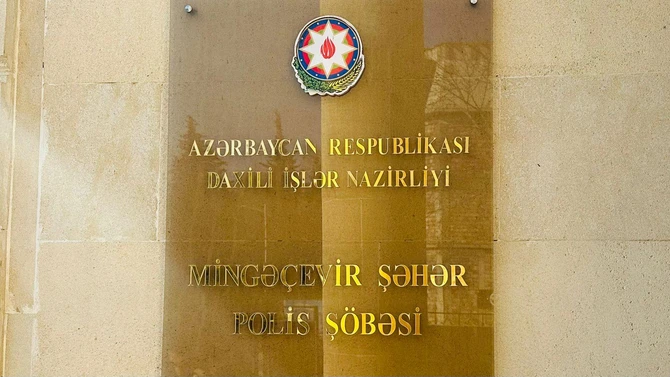 AZƏRBAYCAN RESPUBLİKASI
DAXİLİ İŞLƏR NAZİRLİYİ
MİNGƏÇEVİR ŞƏHƏR
POLİS ŞÖBƏSİ